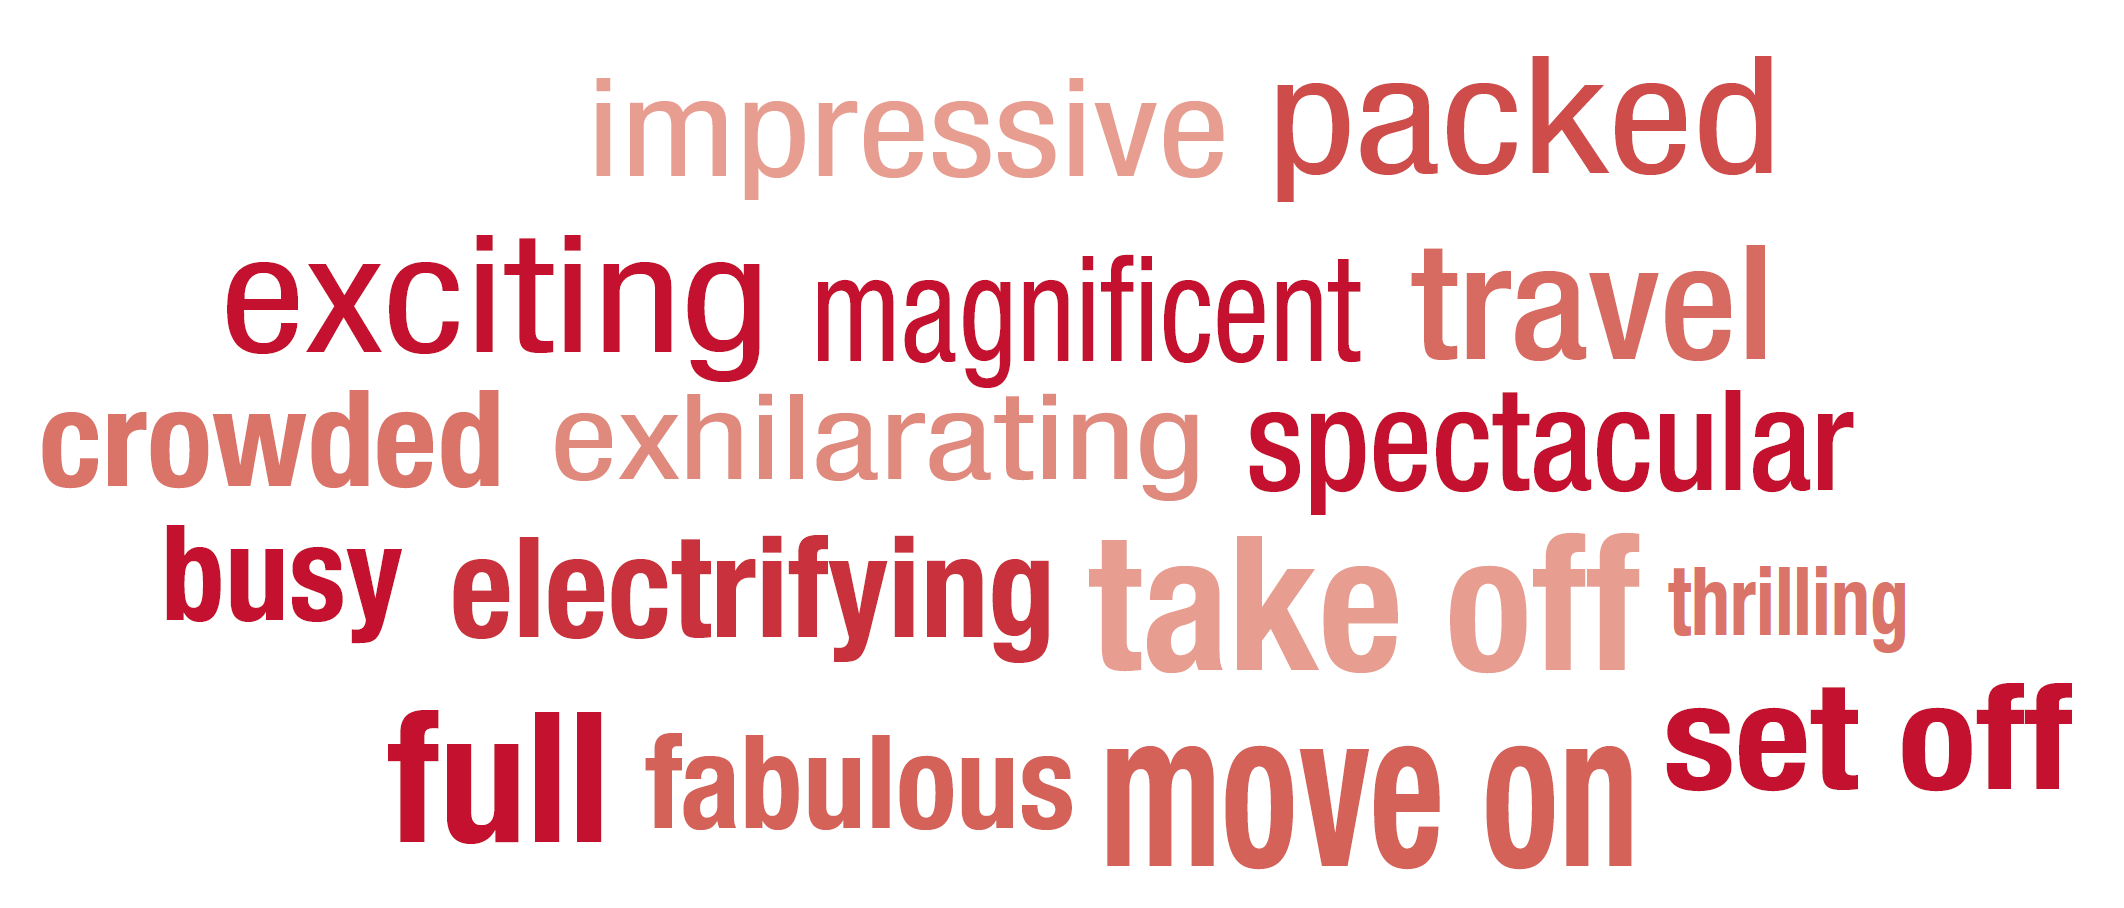 impressive packed
exciting magnificent travel
crowded exhilarating spectacular
busy electrifying take off thrilling
full fabulous move on set off